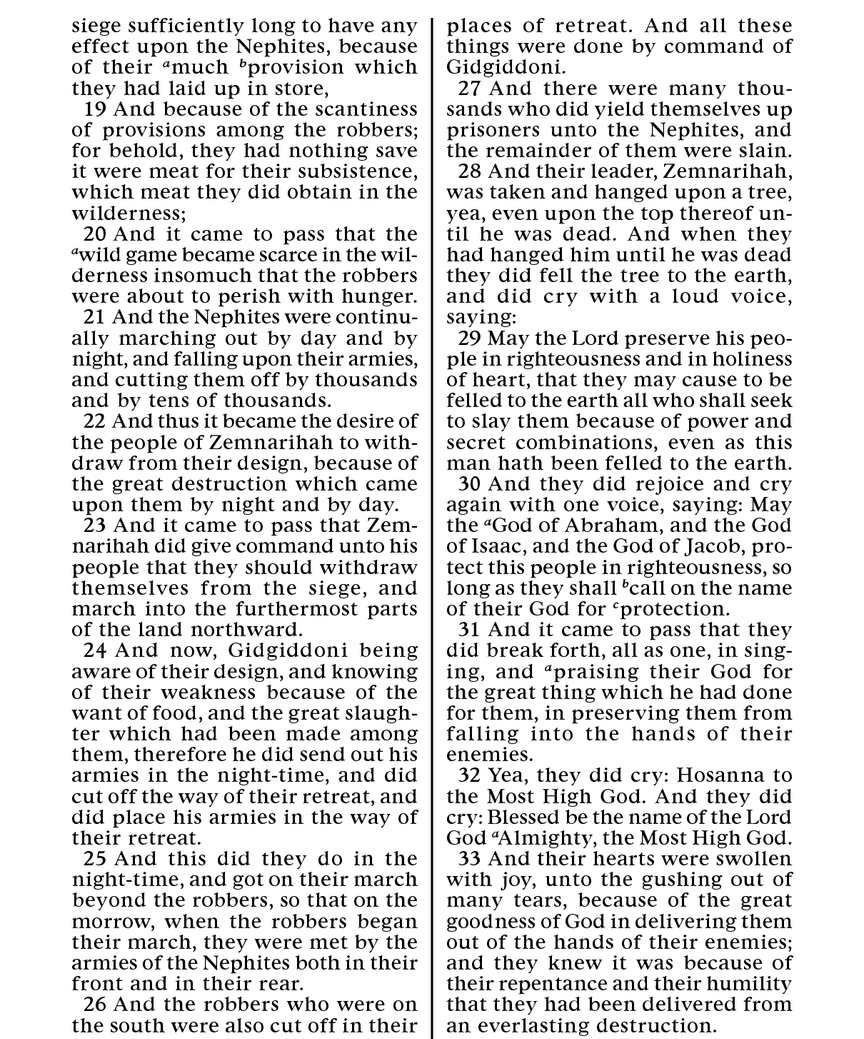 siege sufficiently long to have any
effect upon the Nephites, because
of their ᵃmuch ᵇprovision which
they had laid up in store,
19 And because of the scantiness
of provisions among the robbers;
for behold, they had nothing save
it were meat for their subsistence,
which meat they did obtain in the
wilderness;
20 And it came to pass that the
ᵃwild game became scarce in the wil-
derness insomuch that the robbers
were about to perish with hunger.
21 And the Nephites were continu-
ally marching out by day and by
night, and falling upon their armies,
and cutting them off by thousands
and by tens of thousands.
22 And thus it became the desire of
the people of Zemnarihah to with-
draw from their design, because of
the great destruction which came
upon them by night and by day.
23 And it came to pass that Zem-
narihah did give command unto his
people that they should withdraw
themselves from the siege, and
march into the furthermost parts
of the land northward.
24 And now, Gidgiddoni being
aware of their design, and knowing
of their weakness because of the
want of food, and the great slaugh-
ter which had been made among
them, therefore he did send out his
armies in the night-time, and did
cut off the way of their retreat, and
did place his armies in the way of
their retreat.
25 And this did they do in the
night-time, and got on their march
beyond the robbers, so that on the
morrow, when the robbers began
their march, they were met by the
armies of the Nephites both in their
front and in their rear.
26 And the robbers who were on
the south were also cut off in their
places of retreat. And all these
things were done by command of
Gidgiddoni.
27 And there were many thou-
sands who did yield themselves up
prisoners unto the Nephites, and
the remainder of them were slain.
28 And their leader, Zemnarihah,
was taken and hanged upon a tree,
yea, even upon the top thereof un-
til he was dead. And when they
had hanged him until he was dead
they did fell the tree to the earth,
and did cry with a loud voice,
saying:
29 May the Lord preserve his peo-
ple in righteousness and in holiness
of heart, that they may cause to be
felled to the earth all who shall seek
to slay them because of power and
secret combinations, even as this
man hath been felled to the earth.
30 And they did rejoice and cry
again with one voice, saying: May
the ᵃGod of Abraham, and the God
of Isaac, and the God of Jacob, pro-
tect this people in righteousness, so
long as they shall ᵇcall on the name
of their God for ᶜprotection.
31 And it came to pass that they
did break forth, all as one, in sing-
ing, and ᵃpraising their God for
the great thing which he had done
for them, in preserving them from
falling into the hands of their
enemies.
32 Yea, they did cry: Hosanna to
the Most High God. And they did
cry: Blessed be the name of the Lord
God ᵃAlmighty, the Most High God.
33 And their hearts were swollen
with joy, unto the gushing out of
many tears, because of the great
goodness of God in delivering them
out of the hands of their enemies;
and they knew it was because of
their repentance and their humility
that they had been delivered from
an everlasting destruction.